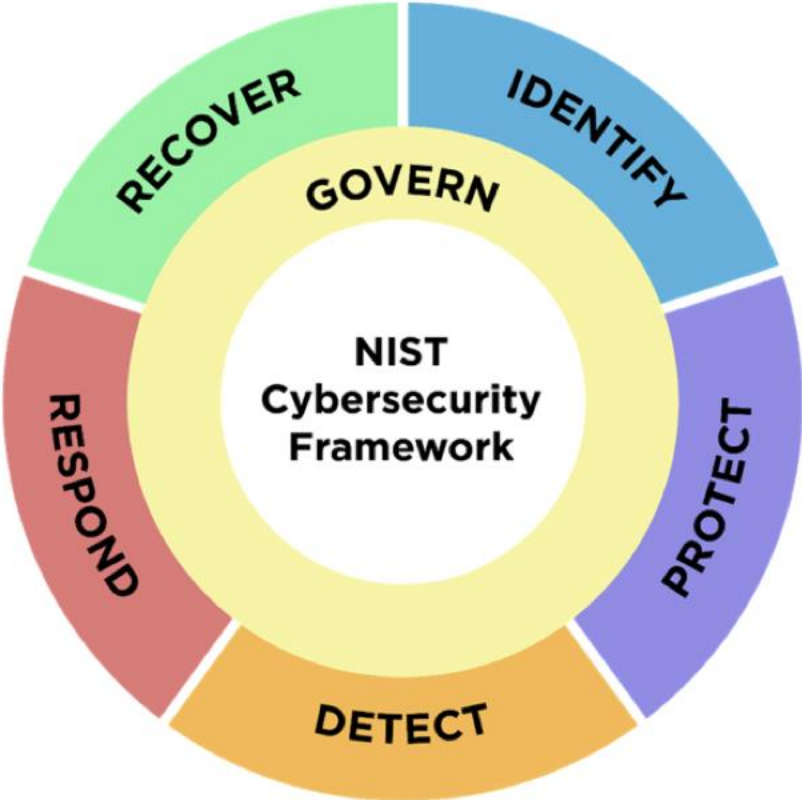 RECOVER
IDENTIFY
GOVERN
NIST
Cybersecurity
Framework
RESPOND
PROTECT
DETECT